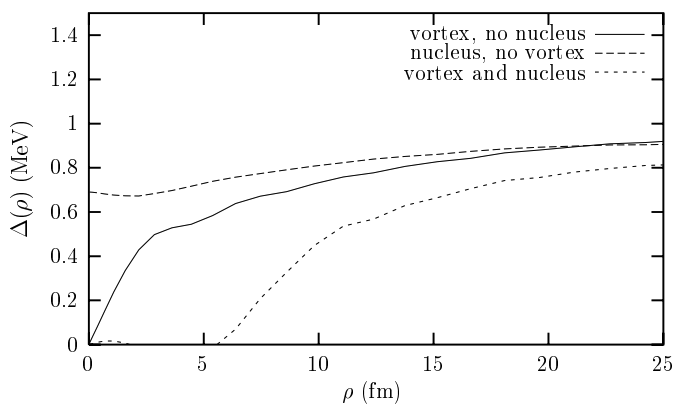 vortex, no nucleus
nucleus, no vortex
vortex and nucleus
1.4
1.2
1
0.8
0.6
0.4
0.2
0
Δ(ρ) (MeV)
0 5 10 15 20 25
ρ (fm)